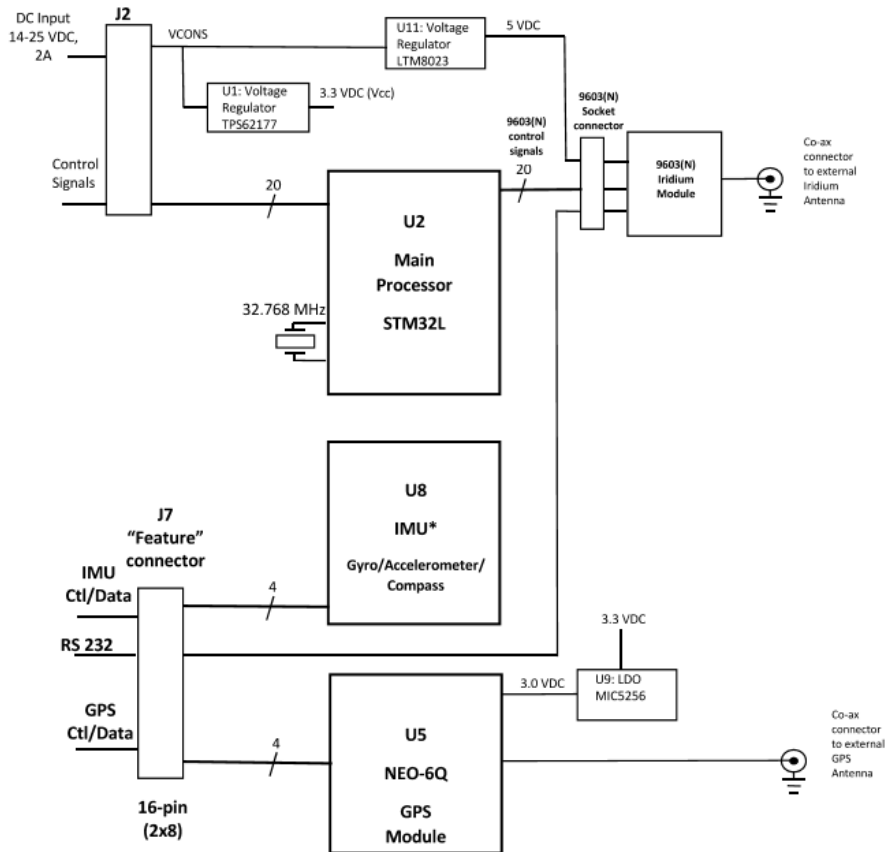 DC Input
14-25 VDC,
2A
J2
VCONS
U11: Voltage
Regulator
LTM8023
5 VDC
U1: Voltage
Regulator
TPS62177
3.3 VDC (Vcc)
9603(N)
Socket
connector
9603(N)
control
signals
20
9603(N)
Iridium
Module
Co-ax
connector
to external
Iridium
Antenna
Control
Signals
20
U2
Main
Processor
STM32L
32.768 MHz
U8
IMU*
Gyro/Accelerometer/
Compass
J7
"Feature"
connector
IMU
Ctl/Data
4
RS 232
3.3 VDC
3.0 VDC
U9: LDO
MIC5256
GPS
Ctl/Data
4
U5
NEO-6Q
GPS
Module
Co-ax
connector
to external
GPS
Antenna
16-pin
(2x8)